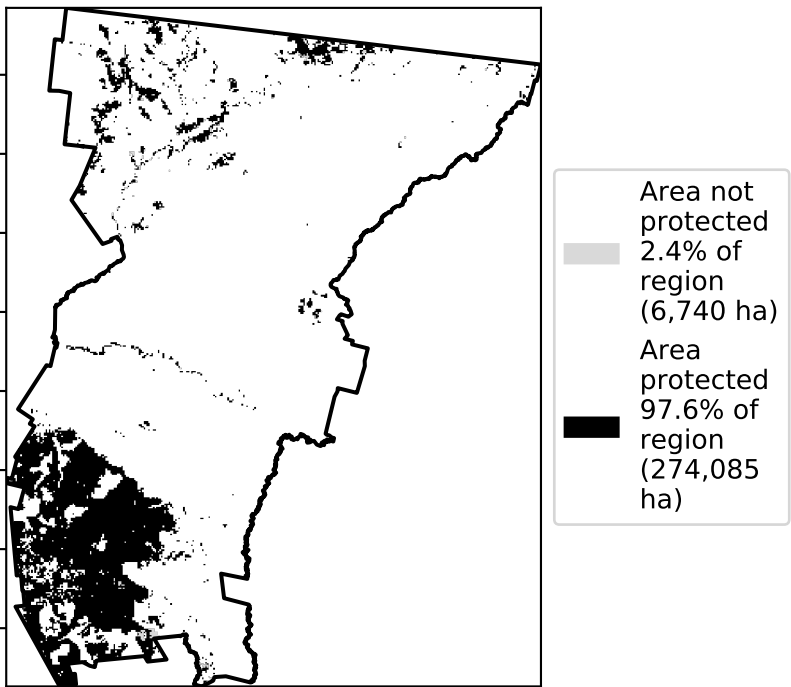 Area not
protected
2.4% of
region
(6,740 ha)
Area
protected
97.6% of
region
(274,085
ha)